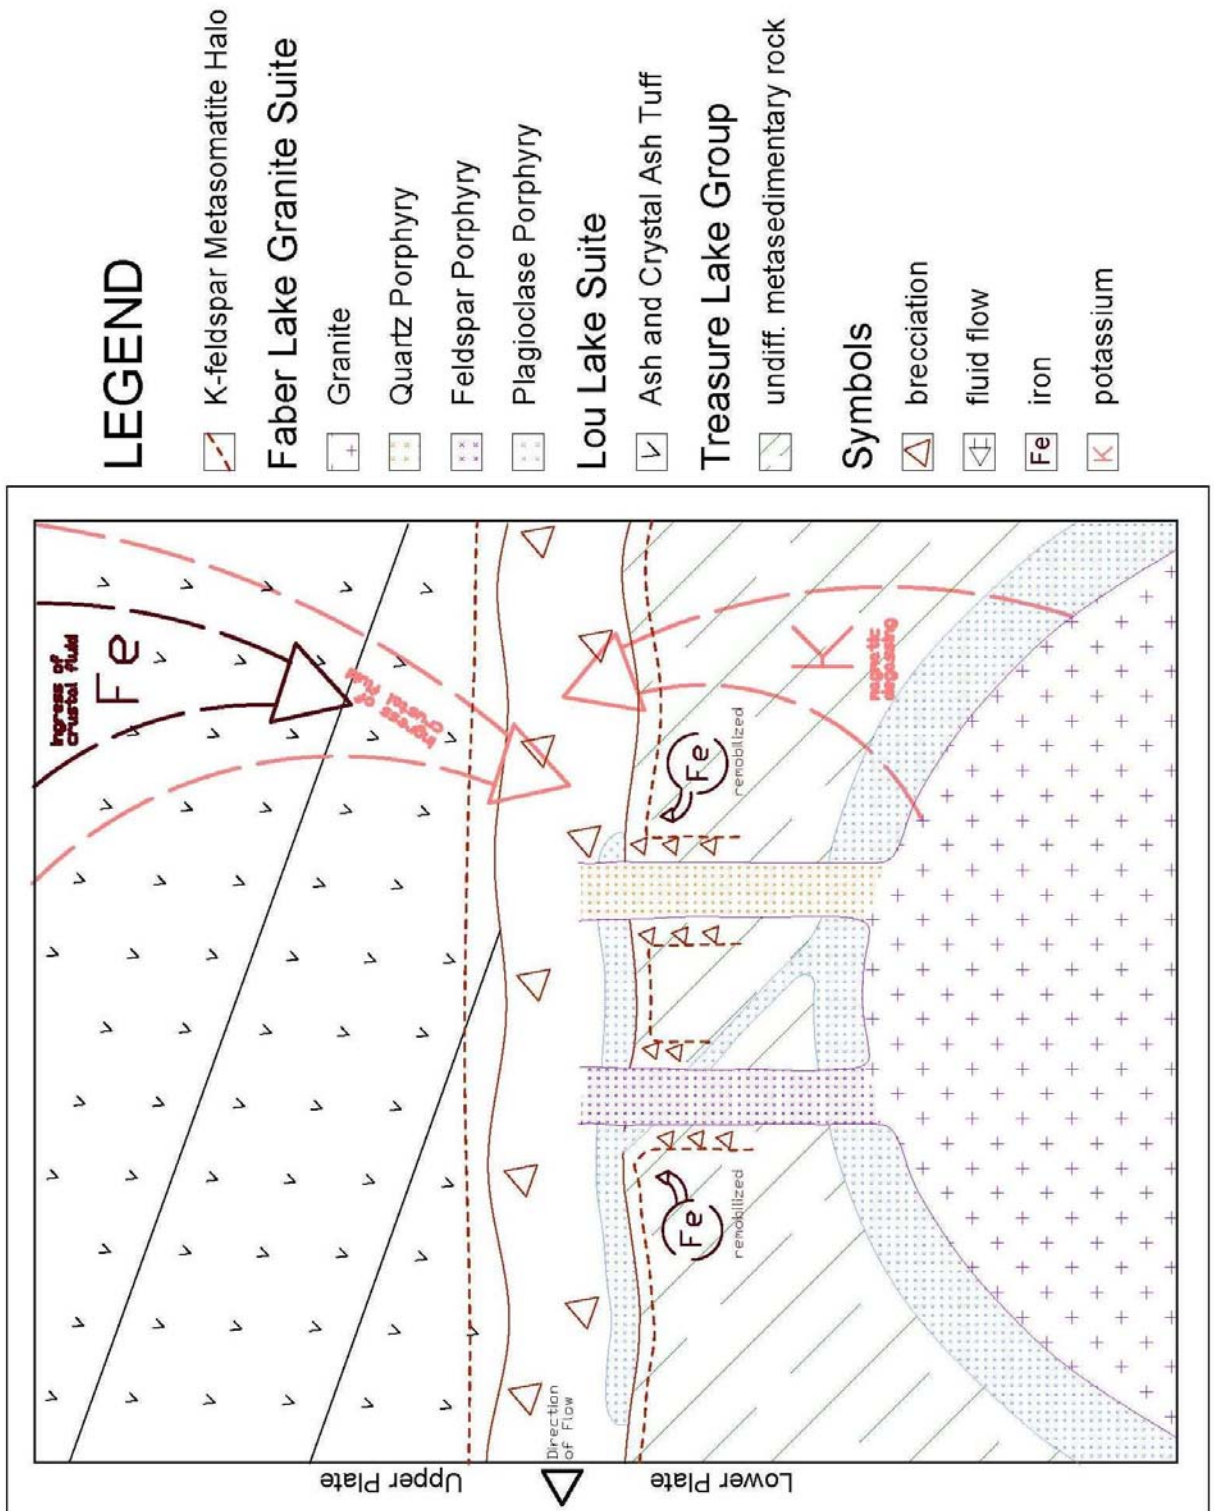 LEGEND
K-feldspar Metasomatite Halo
Faber Lake Granite Suite
Granite
Quartz Porphyry
Feldspar Porphyry
Plagioclase Porphyry
Lou Lake Suite
Ash and Crystal Ash Tuff
Treasure Lake Group
undiff. metasedimentary rock
Symbols
brecciation
fluid flow
Fe
iron
K
potassium
Ingress of
crustal fluid
Fe
Ingress of
crustal fluid
K
magnetic
degassing
Fe
remobilized
Fe
remobilized
Direction
of Flow
Upper Plate
Lower Plate